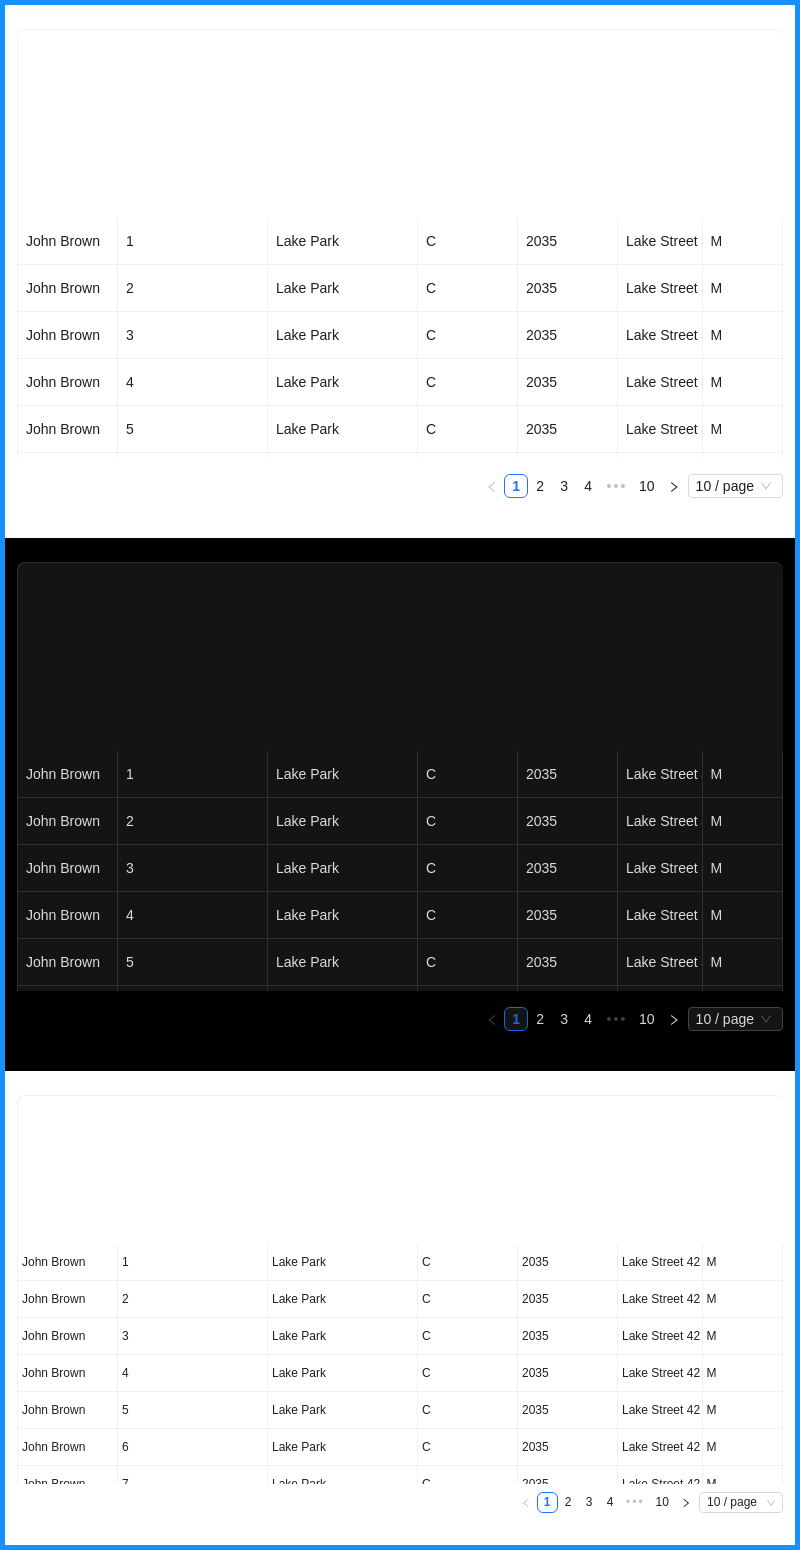 John Brown 1 Lake Park C 2035 Lake Street M
John Brown 2 Lake Park C 2035 Lake Street M
John Brown 3 Lake Park C 2035 Lake Street M
John Brown 4 Lake Park C 2035 Lake Street M
John Brown 5 Lake Park C 2035 Lake Street M
1 2 3 4 ••• 10 10 / page
John Brown 1 Lake Park C 2035 Lake Street M
John Brown 2 Lake Park C 2035 Lake Street M
John Brown 3 Lake Park C 2035 Lake Street M
John Brown 4 Lake Park C 2035 Lake Street M
John Brown 5 Lake Park C 2035 Lake Street M
1 2 3 4 ••• 10 10 / page
John Brown 1 Lake Park C 2035 Lake Street 42 M
John Brown 2 Lake Park C 2035 Lake Street 42 M
John Brown 3 Lake Park C 2035 Lake Street 42 M
John Brown 4 Lake Park C 2035 Lake Street 42 M
John Brown 5 Lake Park C 2035 Lake Street 42 M
John Brown 6 Lake Park C 2035 Lake Street 42 M
John Brown 7 Lake Park C 2035 Lake Street 42 M
1 2 3 4 ••• 10 10 / page